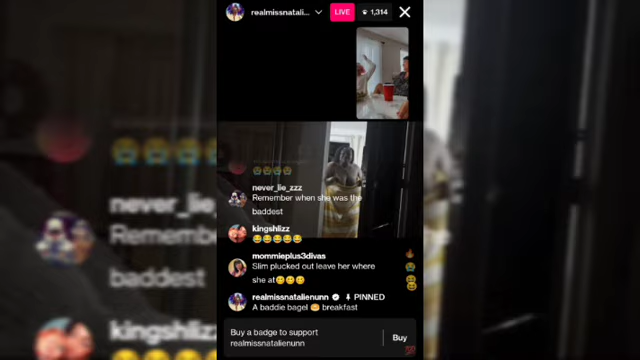 realmissnatali...
LIVE
1,314
never_lie_zzz
Remember when she was the
baddest
kingshlizz
😂😂😂😂😂
mommieplus3divas
Slim plucked out leave her where
she at
realmissnatalienunn PINNED
A baddie bagel 🥯 breakfast
Buy a badge to support
realmissnatalienunn
Buy
never_lie
Remembe
baddest
kingshlizz